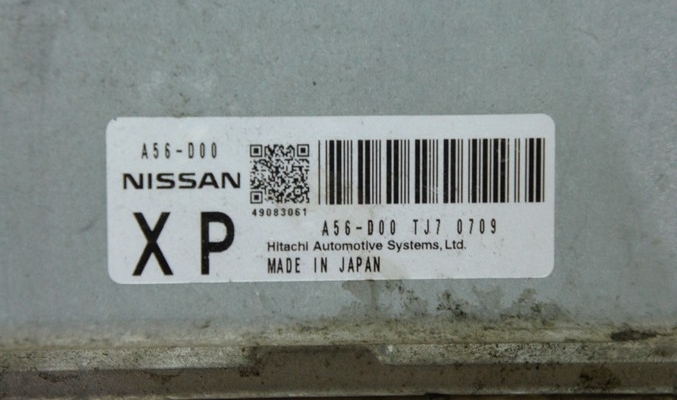 A56-D00
NISSAN
XP
49083061
A56-D00 TJ7 0709
Hitachi Automotive Systems, Ltd.
MADE IN JAPAN